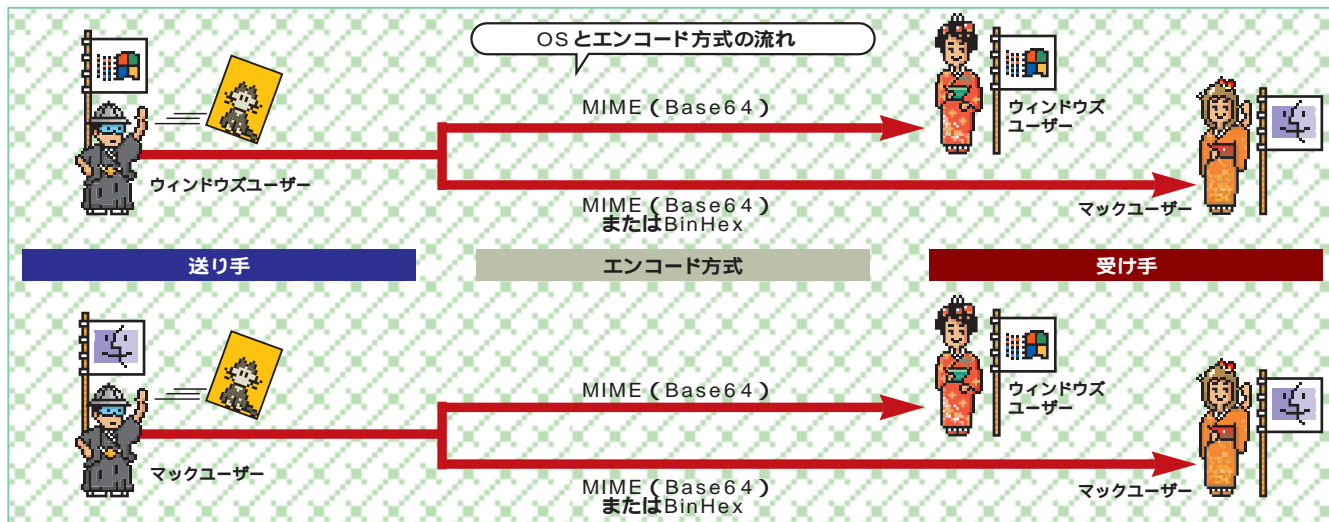 OSとエンコード方式の流れ
MIME（Base64）
ウィンドウズ
ユーザー
ウィンドウズユーザー
MIME（Base64）
またはBinHex
マックユーザー
送り手
エンコード方式
受け手
MIME（Base64）
ウィンドウズ
ユーザー
マックユーザー
MIME（Base64）
またはBinHex
マックユーザー